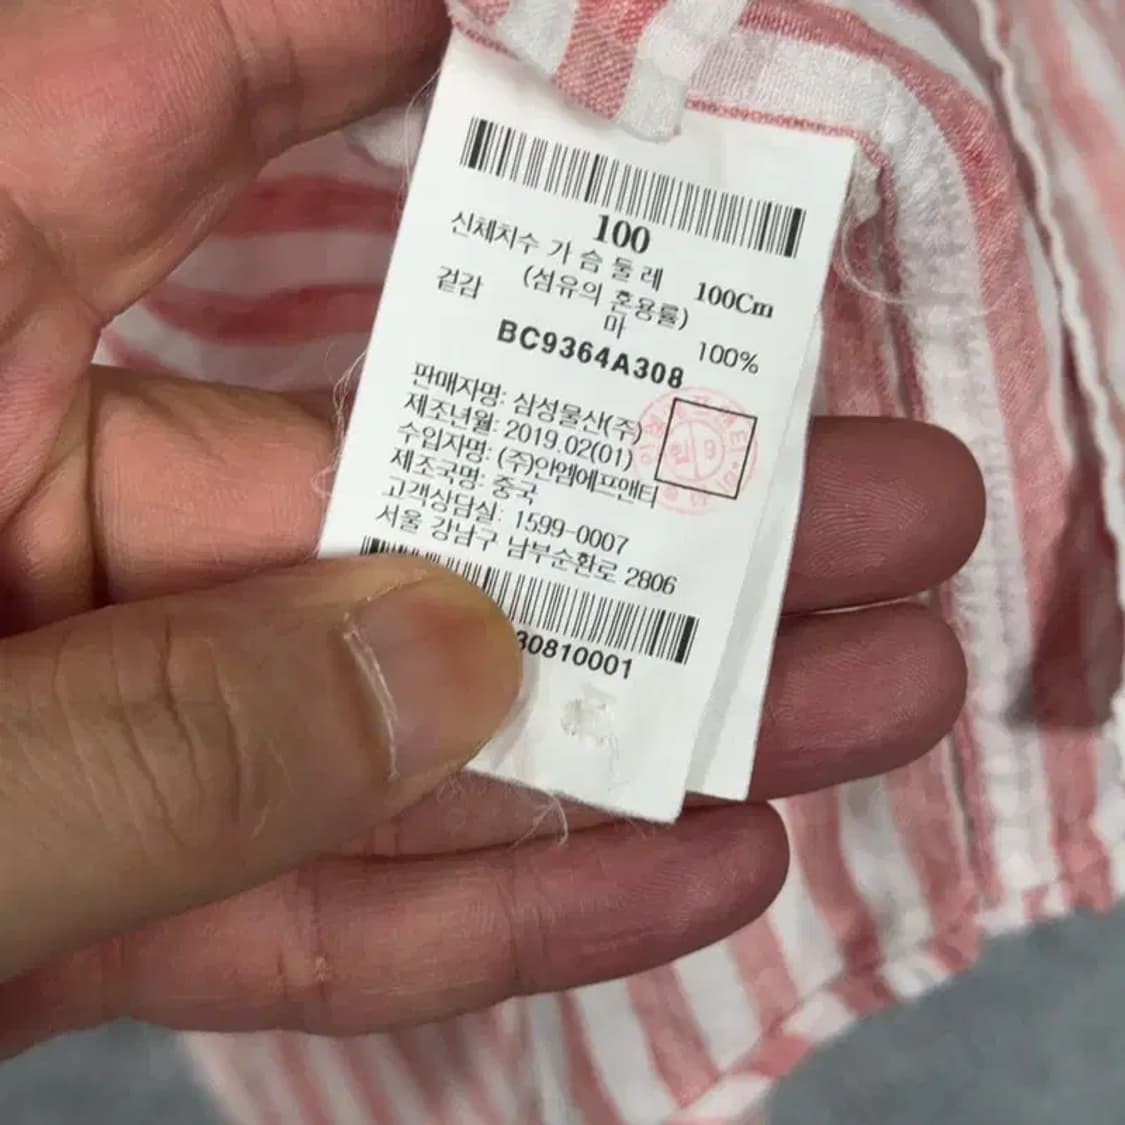 100
신체치수 가슴둘레 100Cm
(섬유의 혼용률)
겉감 마 100%
BC9364A308
판매자명: 삼성물산(주)
제조년월: 2019.02(01)
수입자명: (주)안엠에프앤티
제조국명: 중국
고객상담실: 1599-0007
서울 강남구 남부순환로 2806
30810001